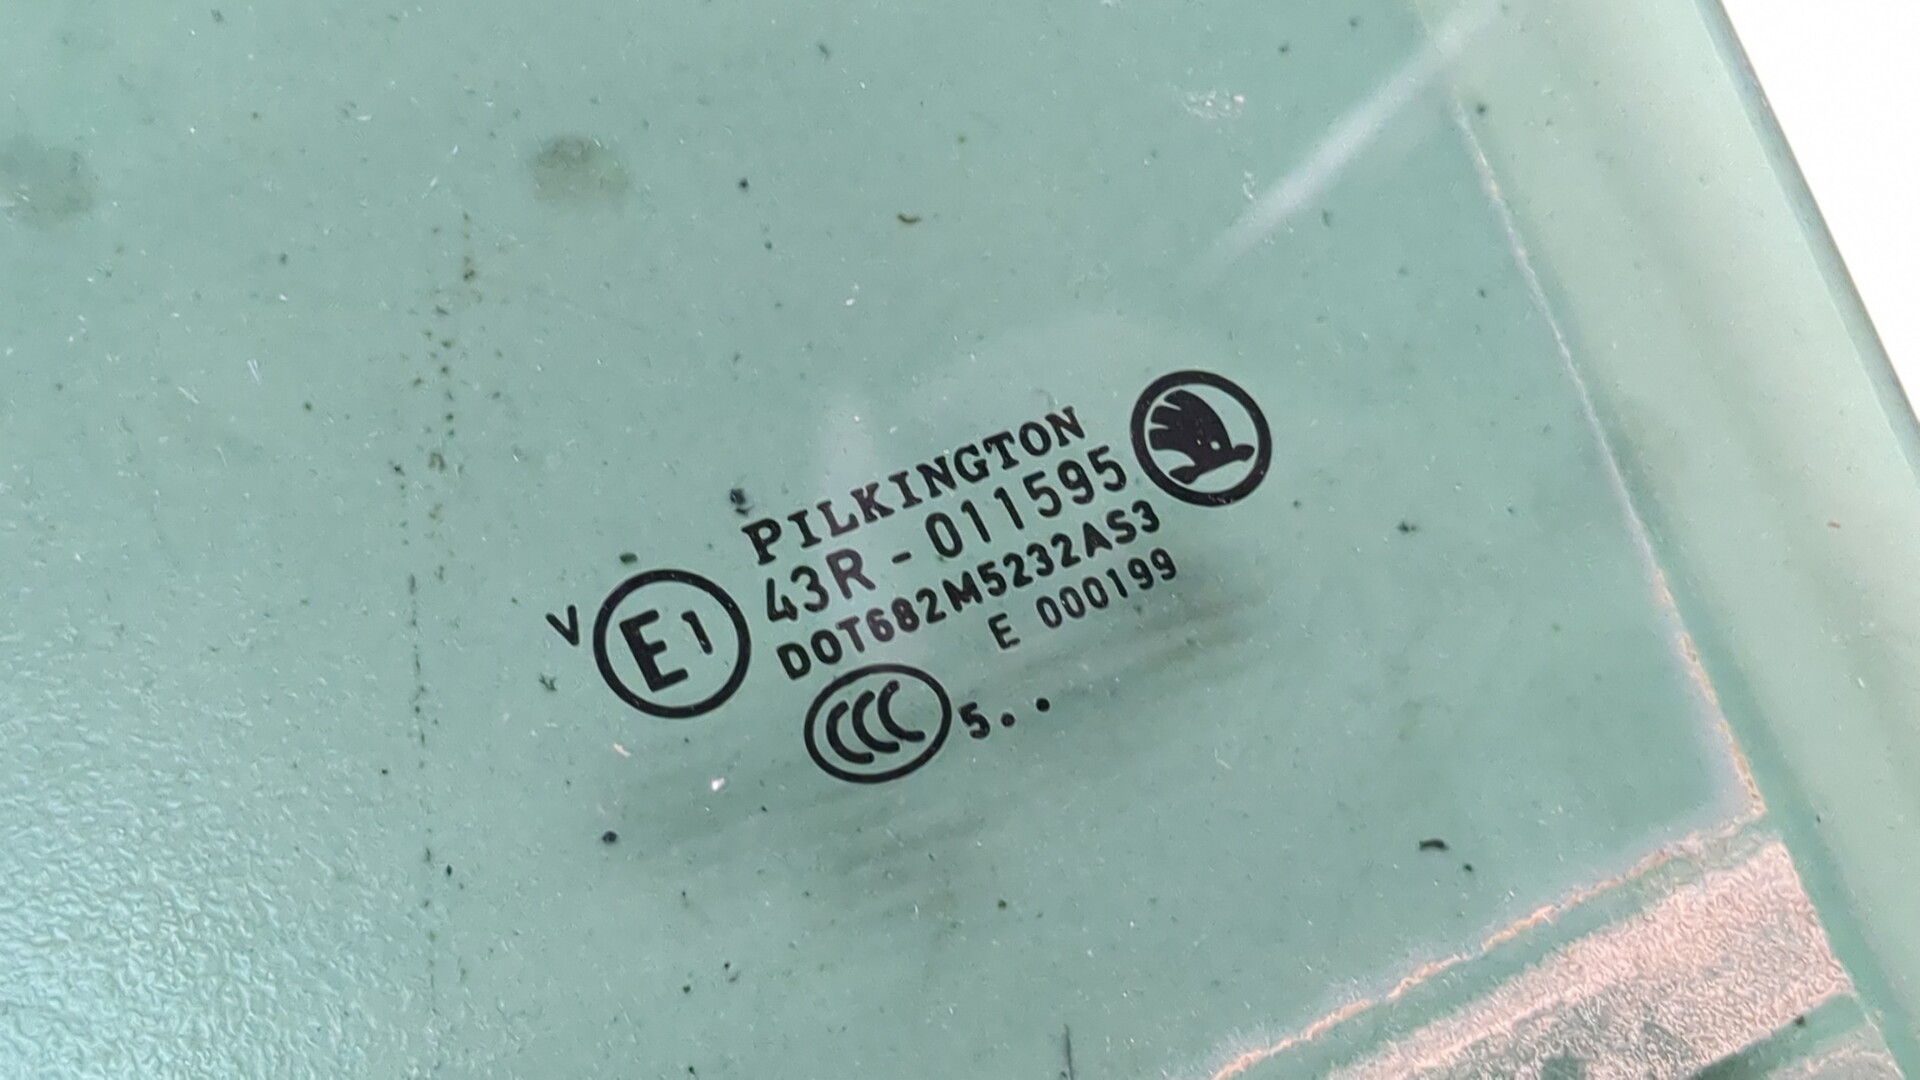 PILKINGTON
43R - 011595
DOT682M5232AS3
E 000199
V E1
CCC 5..